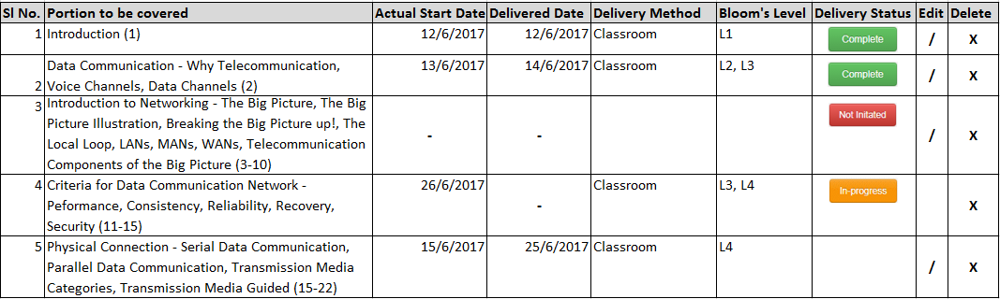 Sl No. Portion to be covered Actual Start Date Delivered Date Delivery Method Bloom's Level Delivery Status Edit Delete
1 Introduction (1) 12/6/2017 12/6/2017 Classroom L1 Complete / X
Data Communication - Why Telecommunication, 13/6/2017 14/6/2017 Classroom L2, L3 Complete / X
2 Voice Channels, Data Channels (2)
3 Introduction to Networking - The Big Picture, The Big Not Initated
Picture Illustration, Breaking the Big Picture up!, The
Local Loop, LANs, MANs, WANs, Telecommunication - - / X
Components of the Big Picture (3-10)
4 Criteria for Data Communication Network - 26/6/2017 Classroom L3, L4 In-progress
Peformance, Consistency, Reliability, Recovery, - X
Security (11-15)
5 Physical Connection - Serial Data Communication, 15/6/2017 25/6/2017 Classroom L4
Parallel Data Communication, Transmission Media / X
Categories, Transmission Media Guided (15-22)